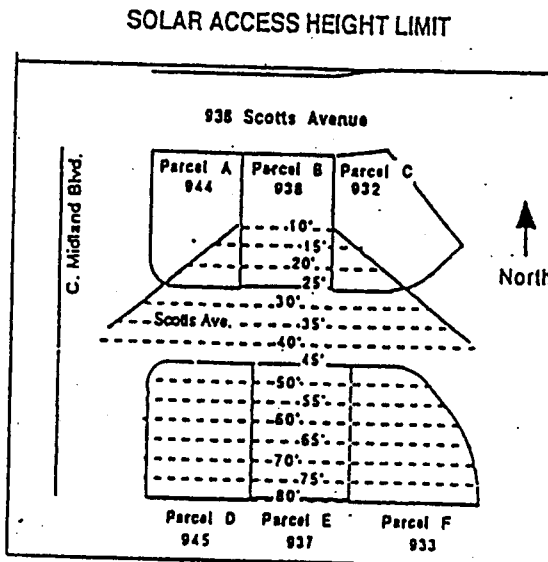 SOLAR ACCESS HEIGHT LIMIT
938 Scotts Avenue
C. Midland Blvd.
Parcel A Parcel B Parcel C
944 938 932
10'
15'
20'
25'
North
30'
Scotts Ave. 35'
40'
45'
50'
55'
60'
65'
70'
75'
80'
Parcel D Parcel E Parcel F
945 937 933